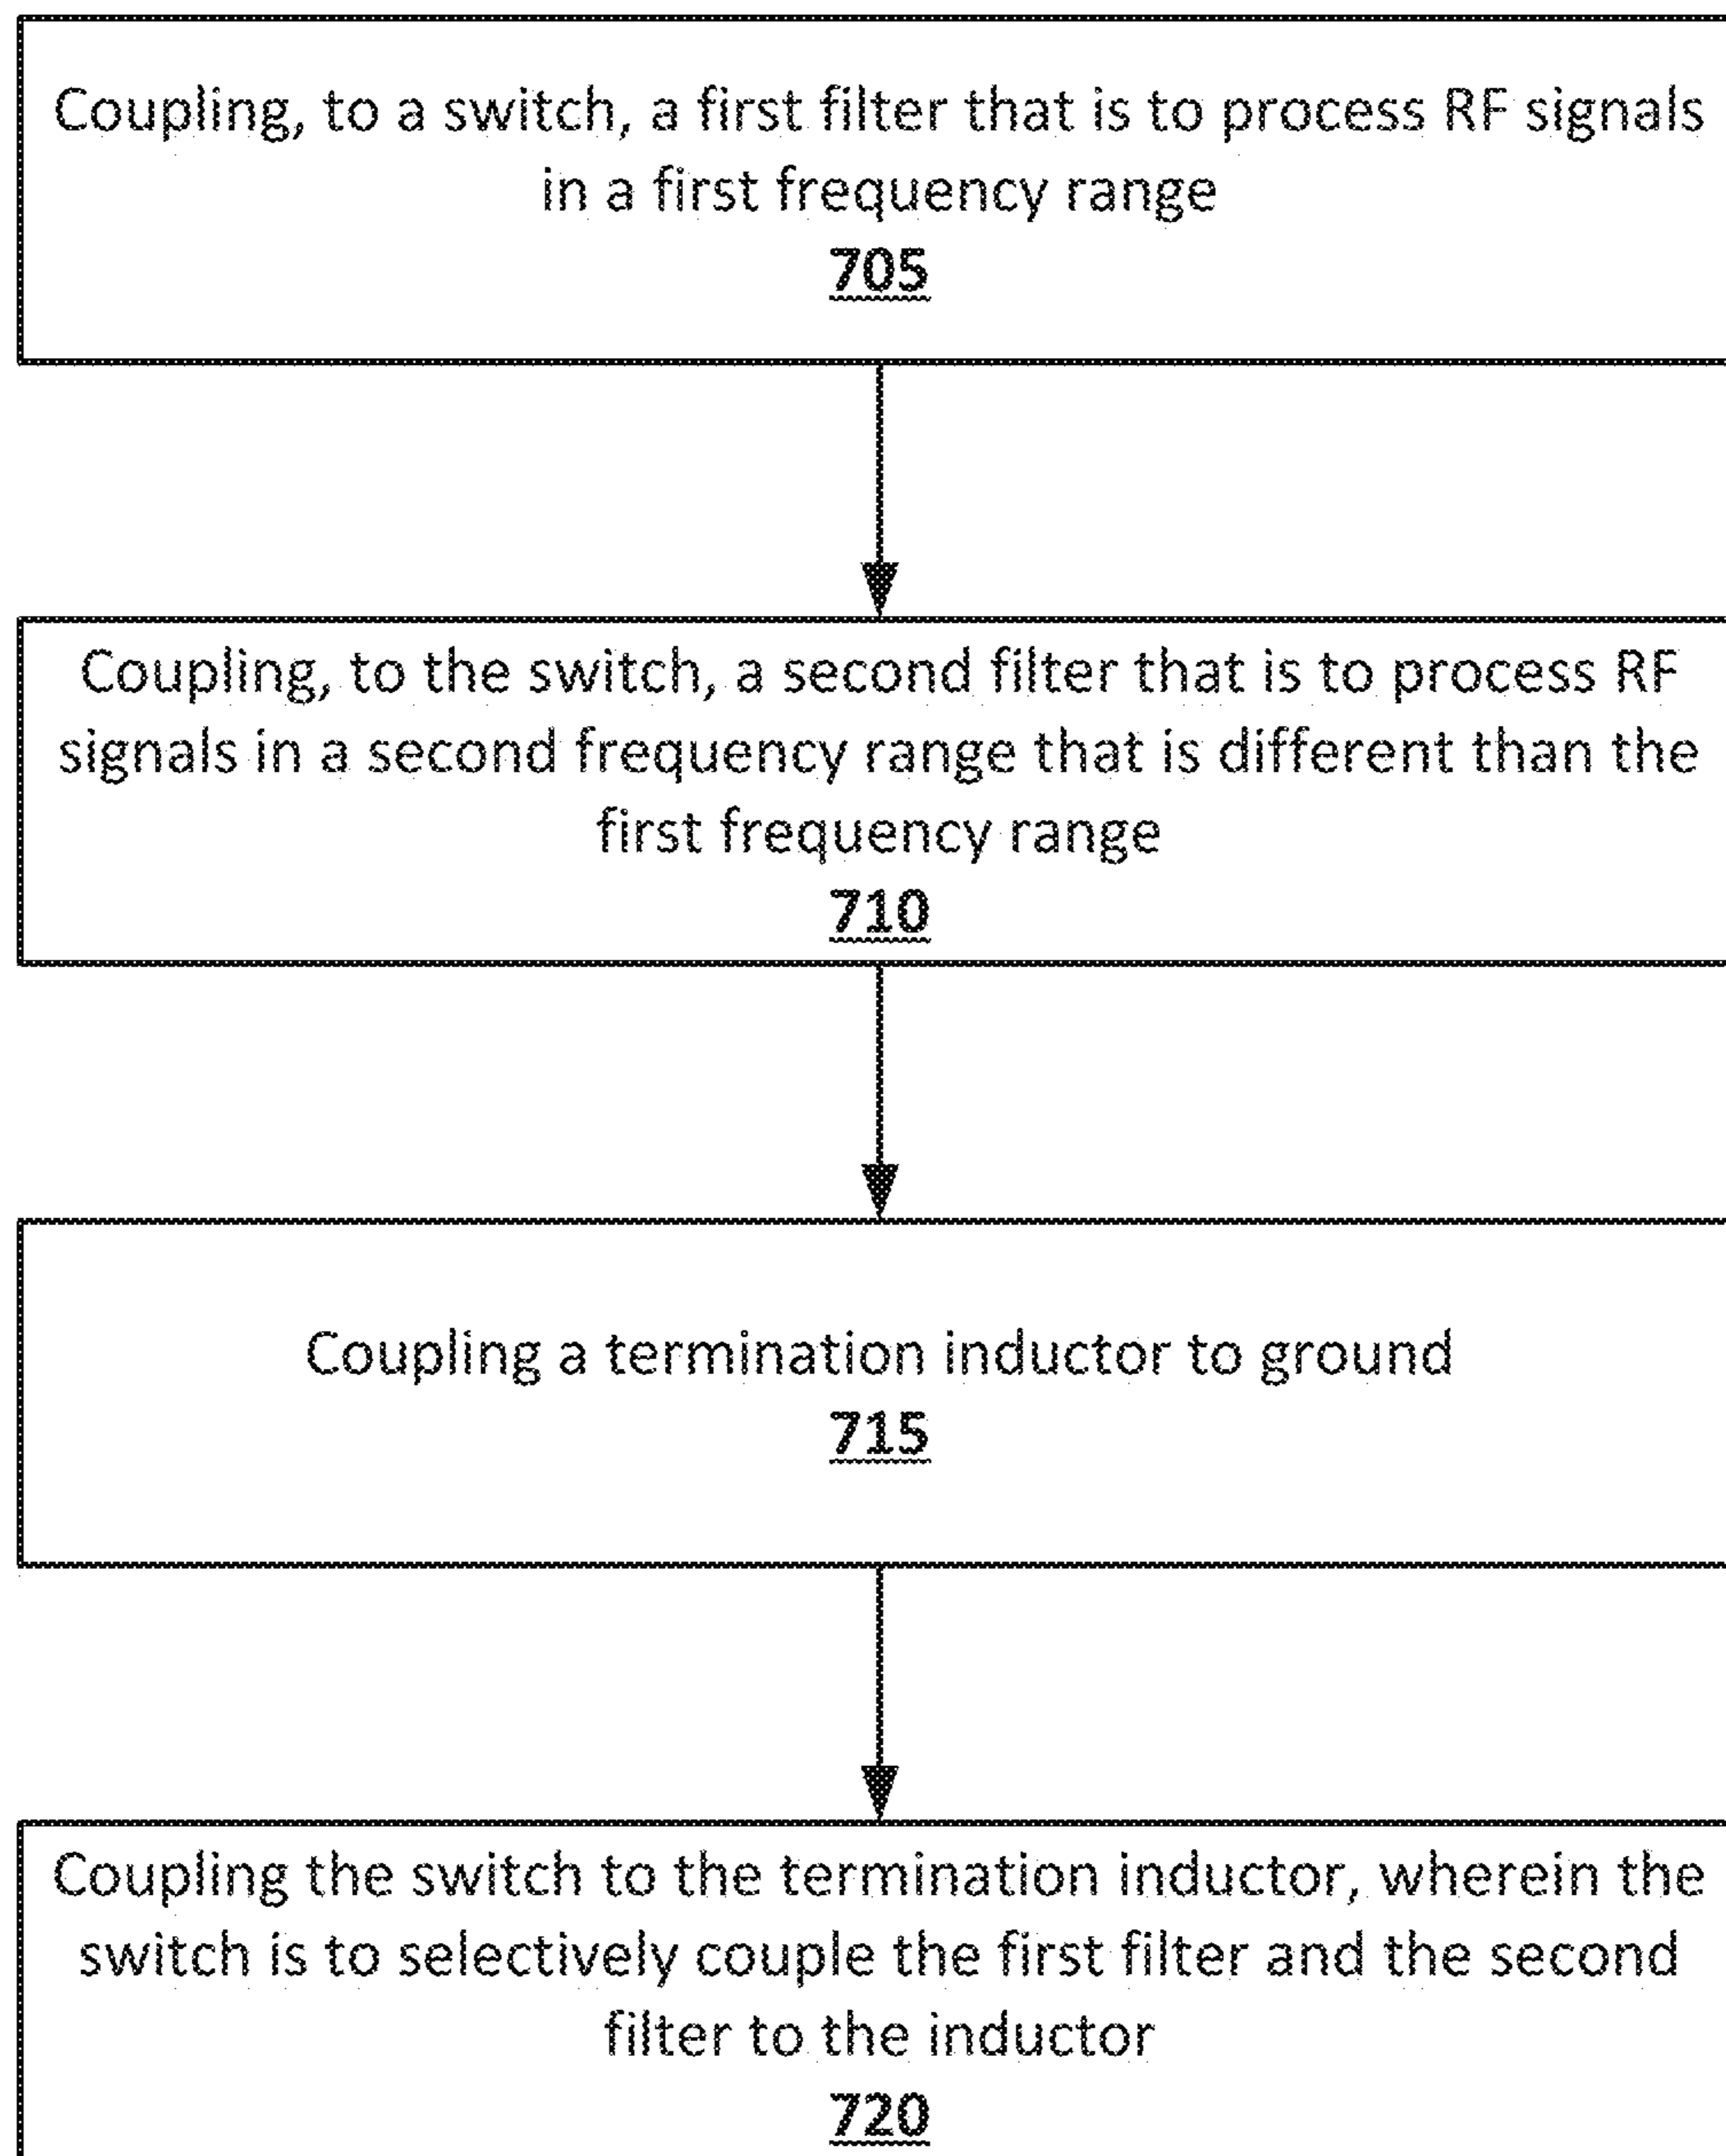 Coupling, to a switch, a first filter that is to process RF signals
in a first frequency range
705
Coupling, to the switch, a second filter that is to process RF
signals in a second frequency range that is different than the
first frequency range
710
Coupling a termination inductor to ground
715
Coupling the switch to the termination inductor, wherein the
switch is to selectively couple the first filter and the second
filter to the inductor
720